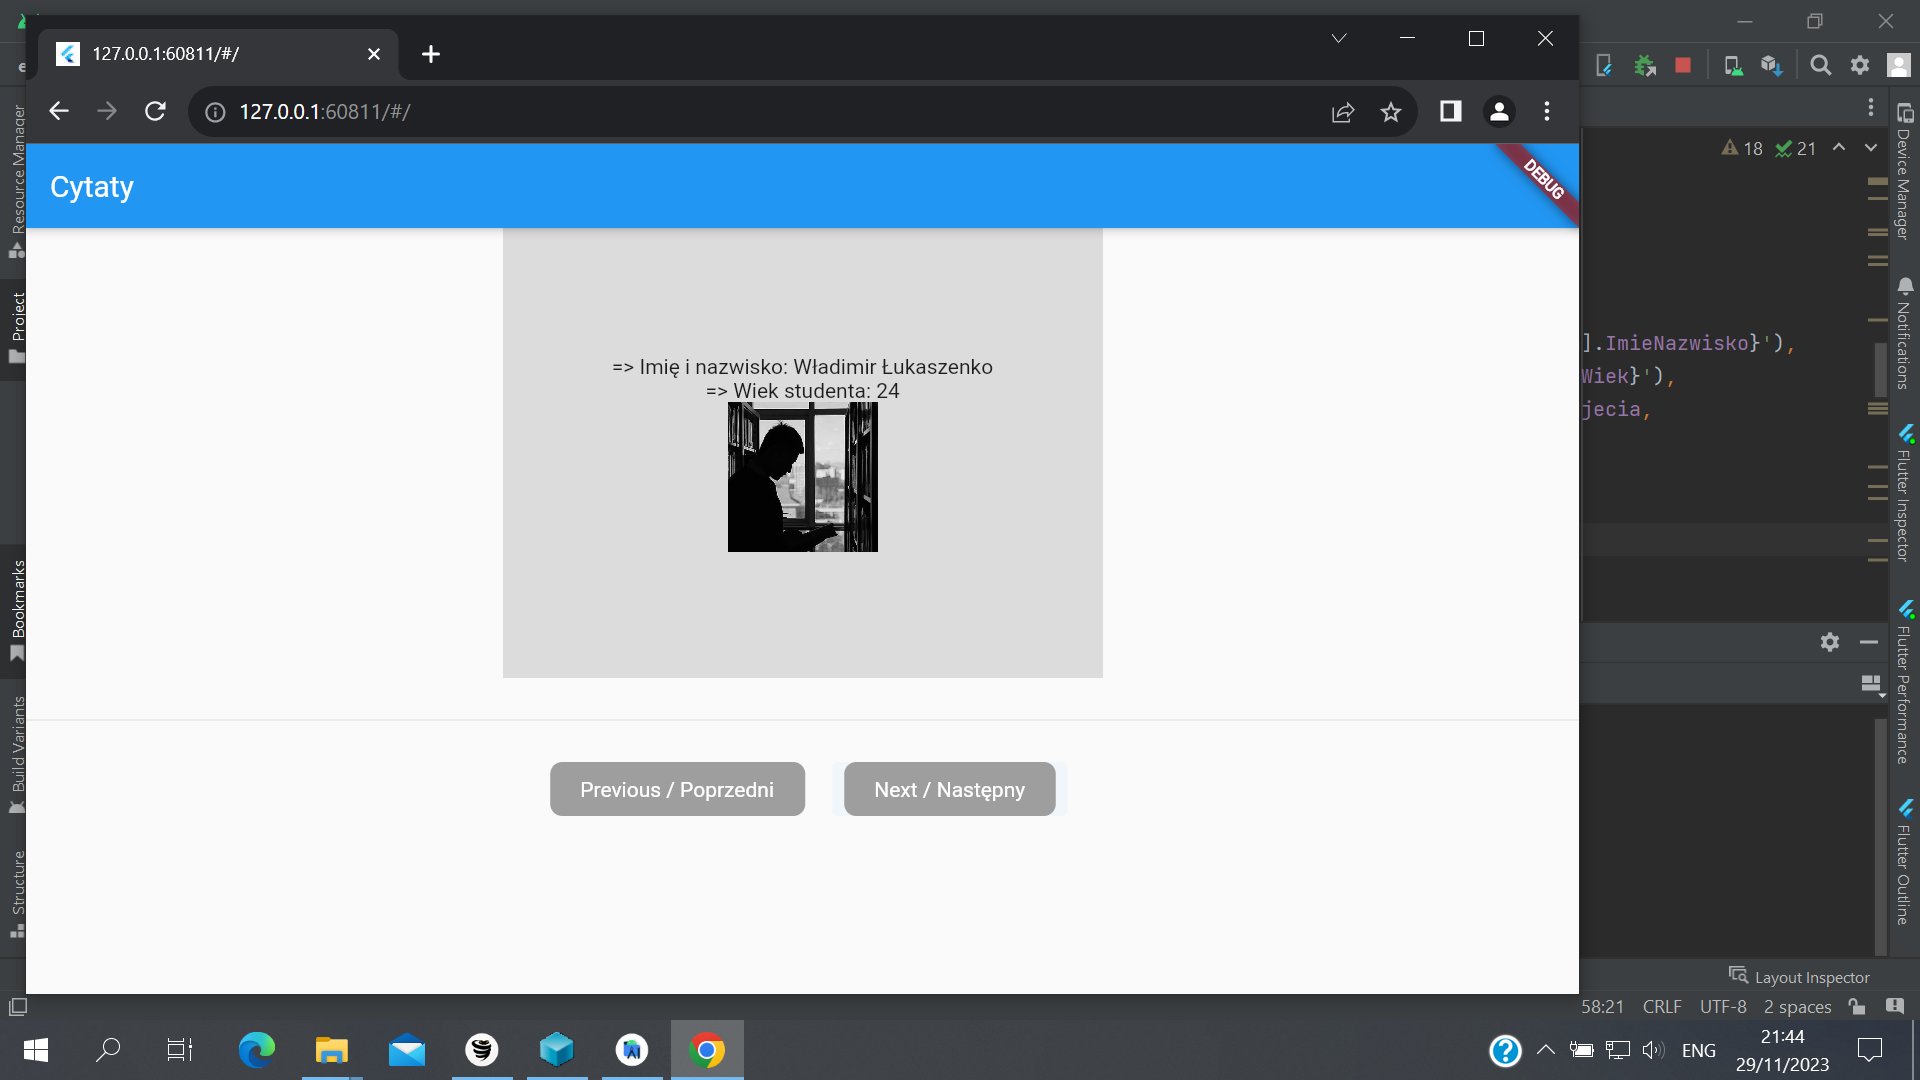 127.0.0.1:60811/#/
127.0.0.1:60811/#/
Cytaty
DEBUG
=> Imię i nazwisko: Władimir Łukaszenko
=> Wiek studenta: 24
Previous / Poprzedni
Next / Następny
Resource Manager
Project
Bookmarks
Build Variants
Structure
18
21
].ImieNazwisko}'),
Wiek}'),
jecia,
Device Manager
Notifications
Flutter Inspector
Flutter Performance
Flutter Outline
Layout Inspector
58:21 CRLF UTF-8 2 spaces
ENG
21:44
29/11/2023